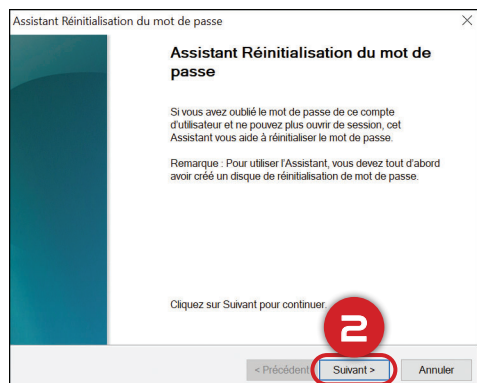 Assistant Réinitialisation du mot de passe
Assistant Réinitialisation du mot de
passe
Si vous avez oublié le mot de passe de ce compte
d'utilisateur et ne pouvez plus ouvrir de session, cet
Assistant vous aide à réinitialiser le mot de passe.
Remarque : Pour utiliser l'Assistant, vous devez tout d'abord
avoir créé un disque de réinitialisation de mot de passe.
Cliquez sur Suivant pour continuer.
2
< Précédent Suivant > Annuler